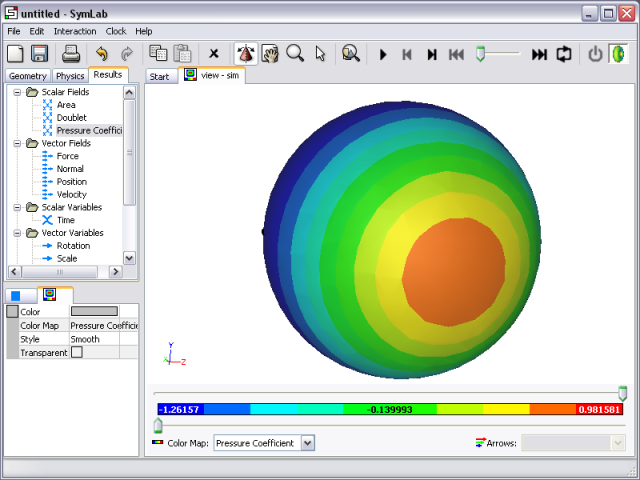 untitled - SymLab
File Edit Interaction Clock Help
Geometry Physics Results
Start view - sim
Scalar Fields
Area
Doublet
Pressure Coeffici
Vector Fields
Force
Normal
Position
Velocity
Scalar Variables
Time
Vector Variables
Rotation
Scale
Color
Color Map Pressure Coefficie
Style Smooth
Transparent
Y
X Z
-1.26157 -0.139993 0.981581
Color Map: Pressure Coefficient Arrows: